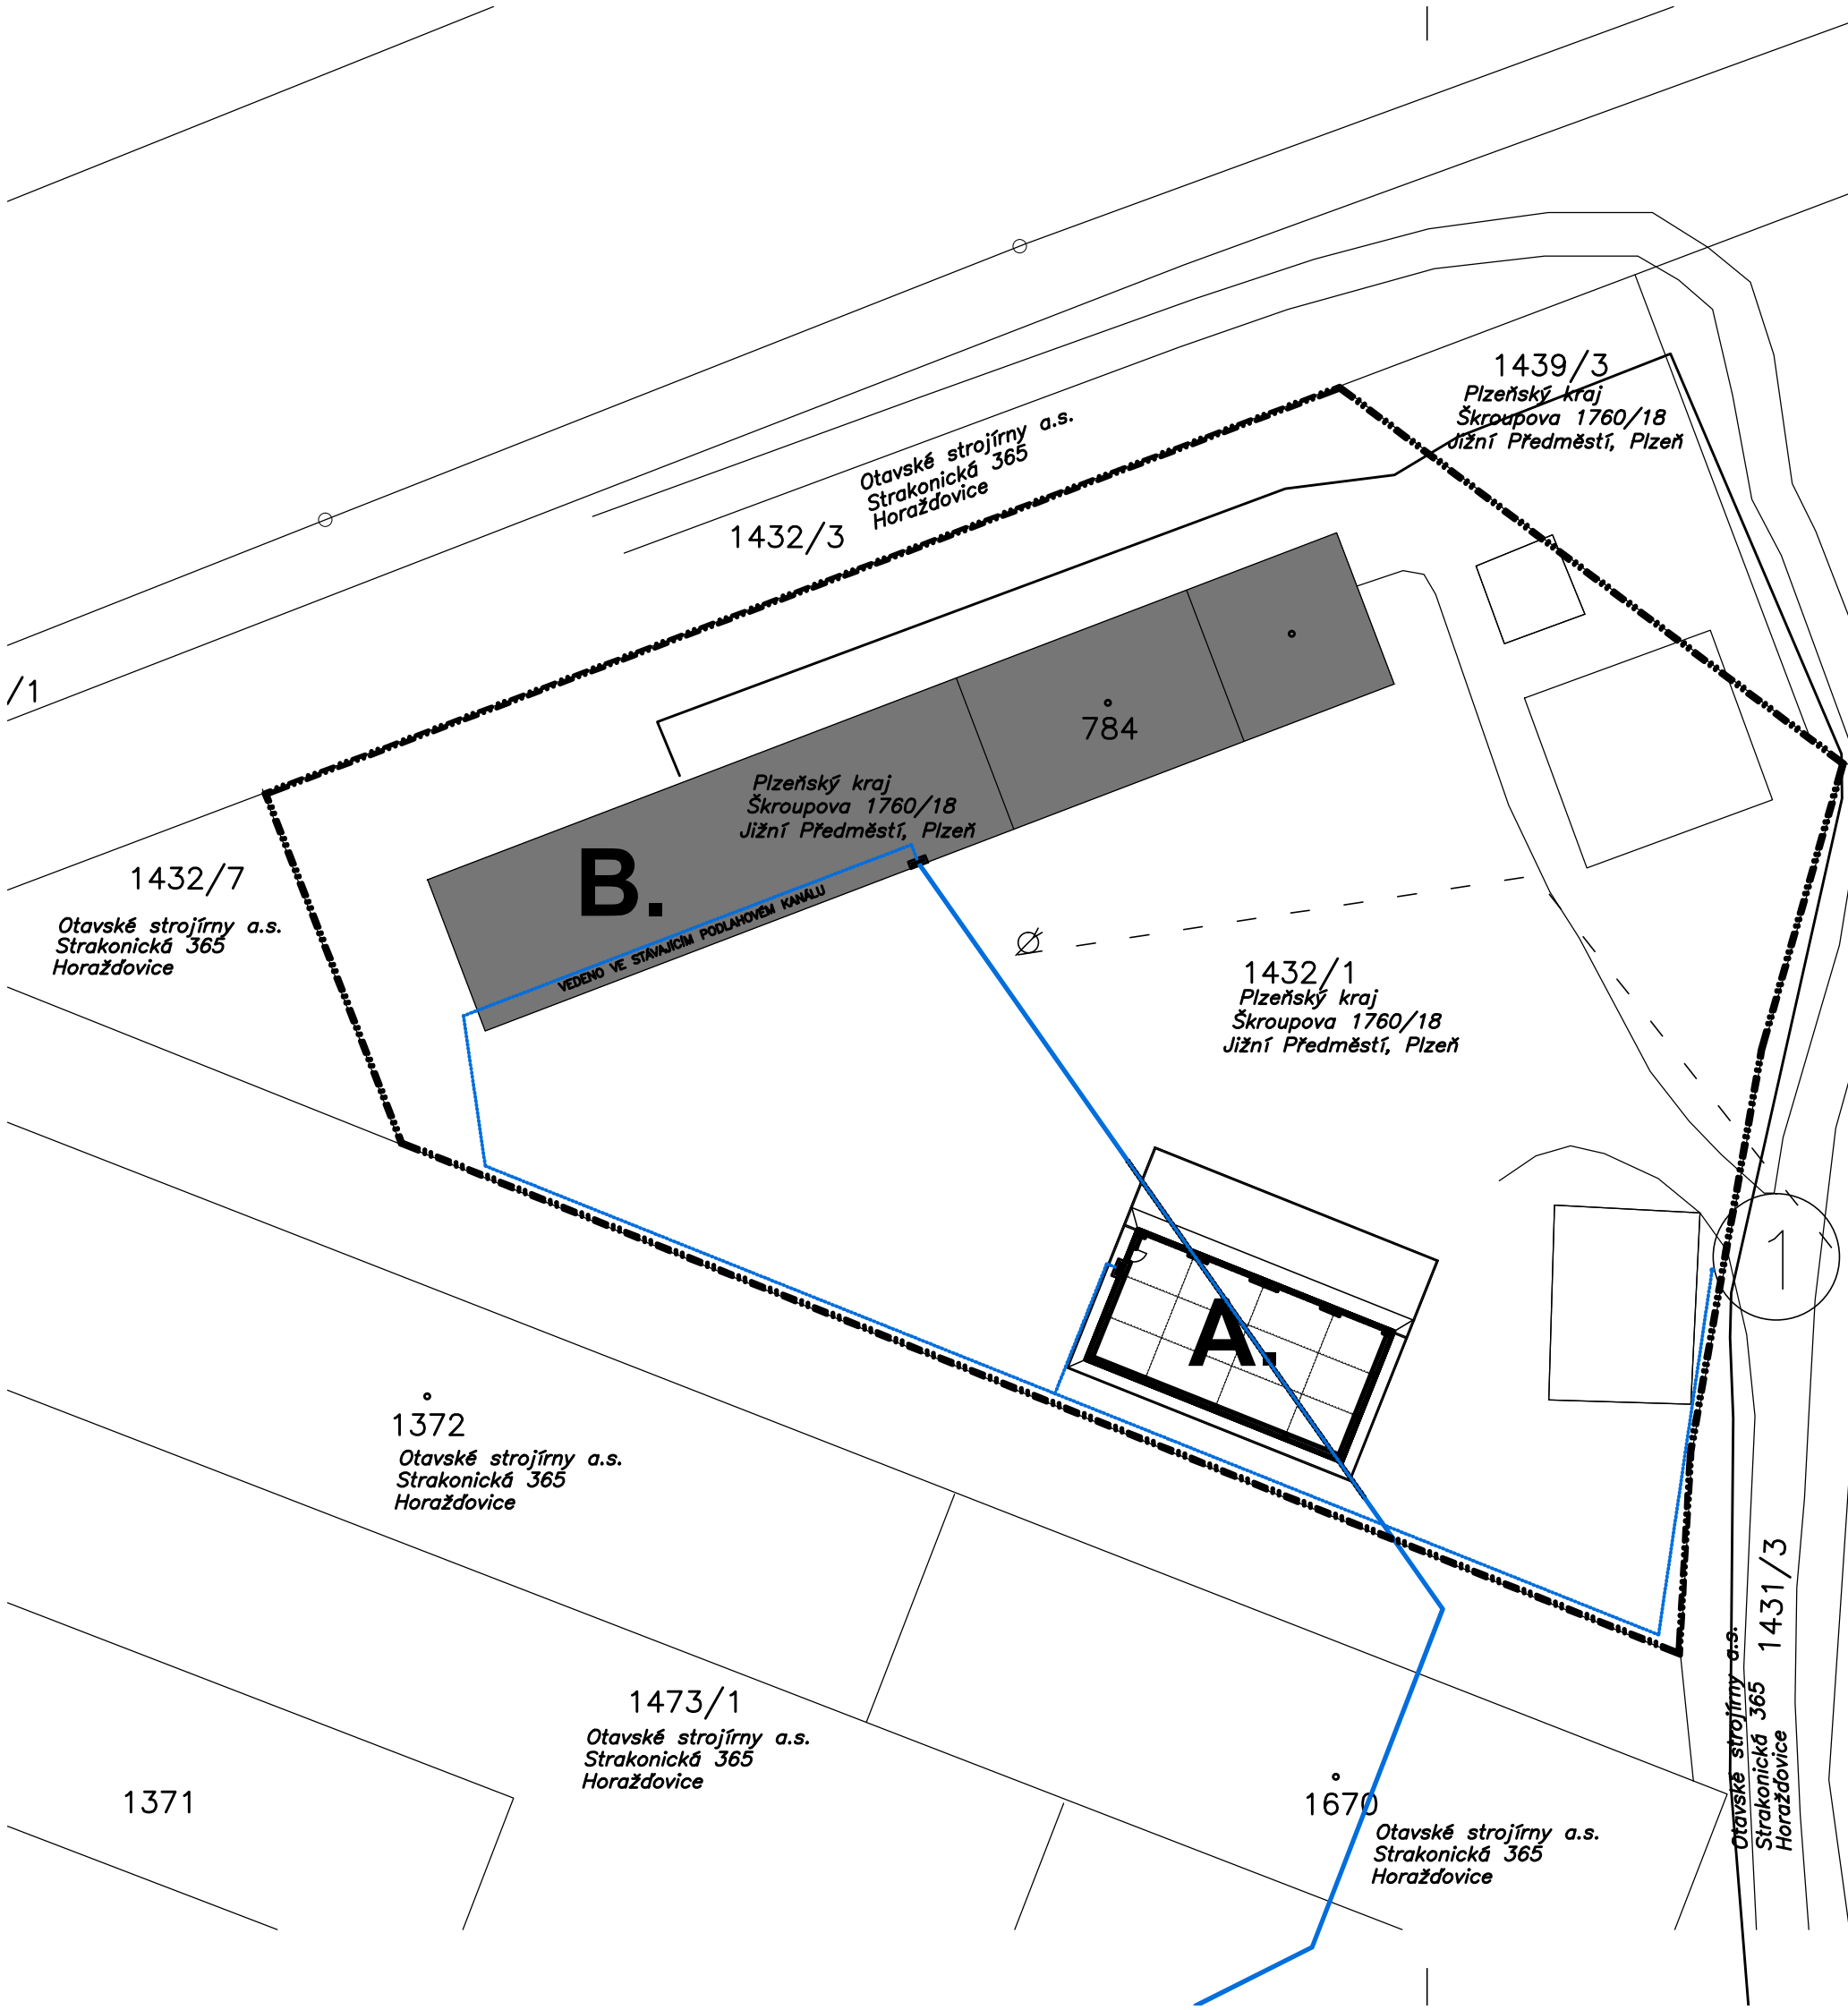 1439/3
Plzeňský kraj
Škroupova 1760/18
Jižní Předměstí, Plzeň
Otavské strojírny a.s.
Strakonická 365
Horažďovice
1432/3
/1
784
Plzeňský kraj
Škroupova 1760/18
Jižní Předměstí, Plzeň
B.
VEDENO VE STÁVAJÍCÍM PODLAHOVÉM KANÁLU
1432/7
Otavské strojírny a.s.
Strakonická 365
Horažďovice
1432/1
Plzeňský kraj
Škroupova 1760/18
Jižní Předměstí, Plzeň
1
A.
1372
Otavské strojírny a.s.
Strakonická 365
Horažďovice
1431/3
Otavské strojírny a.s.
Strakonická 365
Horažďovice
1473/1
Otavské strojírny a.s.
Strakonická 365
Horažďovice
1371
1670
Otavské strojírny a.s.
Strakonická 365
Horažďovice